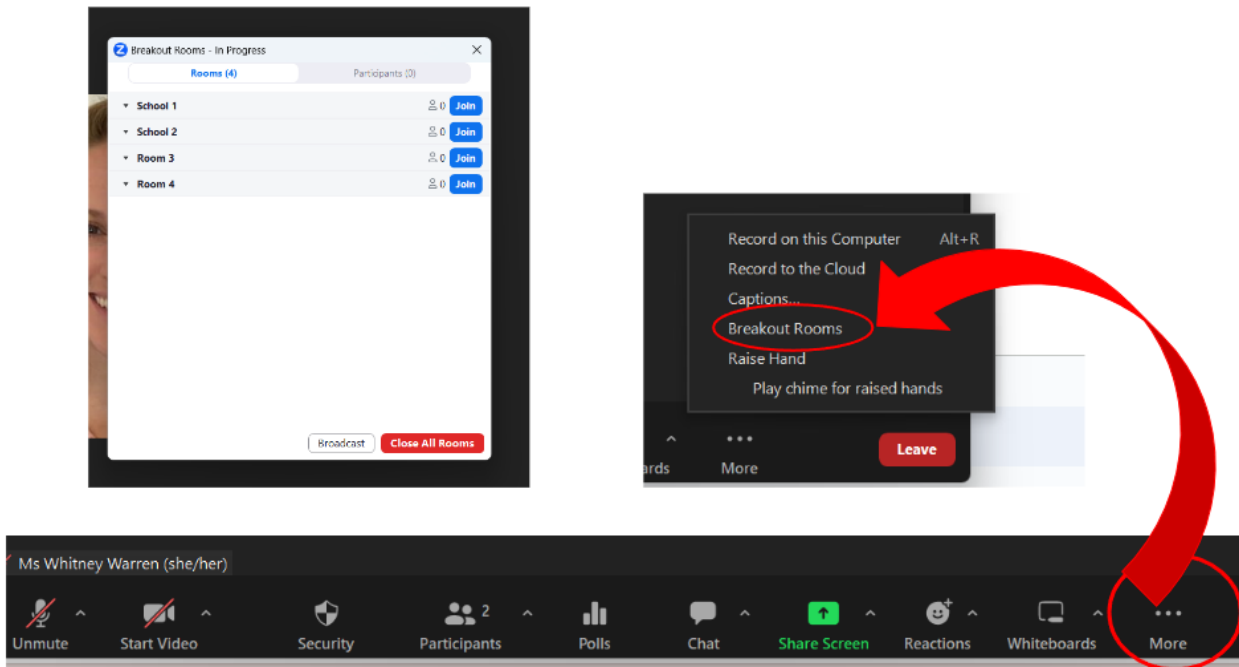 Breakout Rooms - In Progress
Rooms (4) Participants (0)
School 1 0 Join
School 2 0 Join
Room 3 0 Join
Room 4 0 Join
Broadcast Close All Rooms
Record on this Computer Alt+R
Record to the Cloud
Captions...
Breakout Rooms
Raise Hand
Play chime for raised hands
ards More Leave
Ms Whitney Warren (she/her)
2
Unmute Start Video Security Participants Polls Chat Share Screen Reactions Whiteboards More